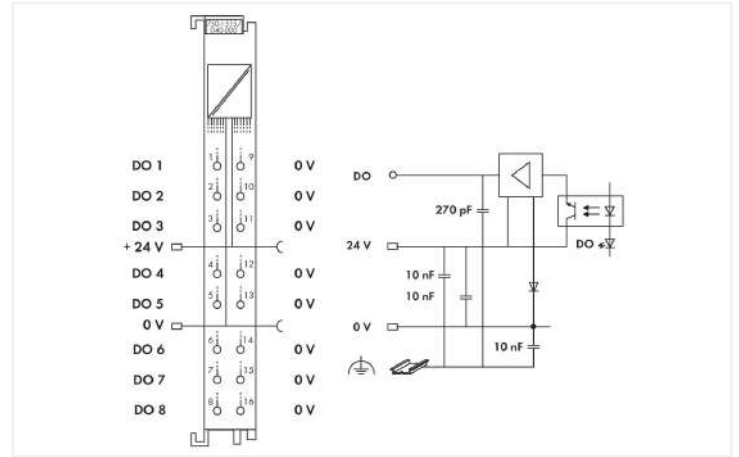 750-1515/
040-000
DO 1 1 9 0 V
DO 2 2 10 0 V
DO 3 3 11 0 V
+ 24 V
DO 4 4 12 0 V
DO 5 5 13 0 V
0 V
DO 6 6 14 0 V
DO 7 7 15 0 V
DO 8 8 16 0 V
DO
270 pF
DO
24 V
10 nF
10 nF
0 V
10 nF